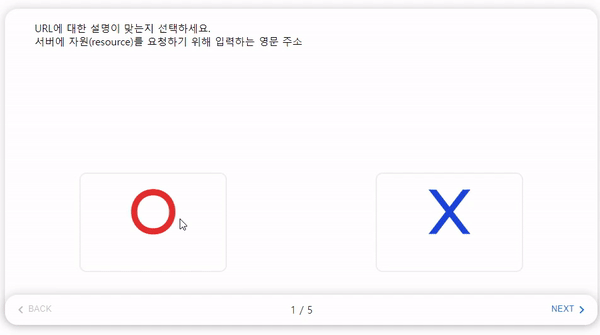 URL에 대한 설명이 맞는지 선택하세요.
서버에 자원(resource)를 요청하기 위해 입력하는 영문 주소
O X
BACK 1 / 5 NEXT